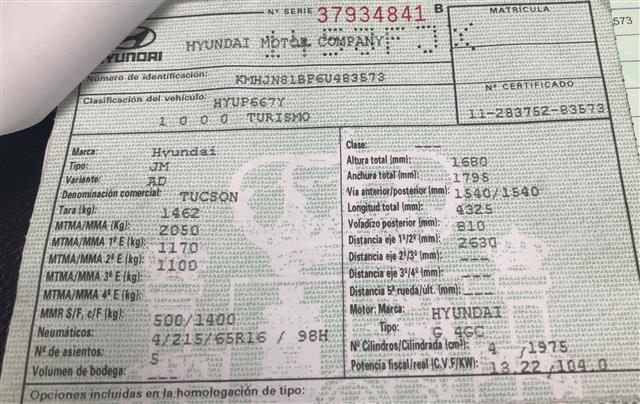 Nº SERIE 37934841 B
MATRÍCULA
573
HYUNDAI HYUNDAI MOTOR COMPANY
Número de identificación: KMHJN81BP6U483573
Nº CERTIFICADO
Clasificación del vehículo: HYUP667Y
11-283752-83573
1000 TURISMO
Marca: Hyundai
Tipo: JM
Variante: AD
Denominación comercial: TUCSON
Tara (kg): 1462
MTMA/MMA (Kg): 2050
MTMA/MMA 1º E (kg): 1170
MTMA/MMA 2º E (kg): 1100
MTMA/MMA 3º E (kg): ---
MTMA/MMA 4º E (kg): ---
MMR S/F, c/F (kg): 500/1400
Neumáticos: 4/215/65R16 / 98H
Nº de asientos: 5
Volumen de bodega: ---
Clase: ---
Altura total (mm): 1680
Anchura total (mm): 1795
Vía anterior/posterior (mm): 1540/1540
Longitud total (mm): 4325
Voladizo posterior (mm): 810
Distancia eje 1º/2º (mm): 2630
Distancia eje 2º/3º (mm): ---
Distancia eje 3º/4º (mm): ---
Distancia 5ª rueda/últ. (mm): ---
Motor: Marca: HYUNDAI
Tipo: G 4GC
Nº Cilindros/Cilindrada (cm³): 4 /1975
Potencia fiscal/real (C.V.F/KW): 13.22/104.0
Opciones incluidas en la homologación de tipo: